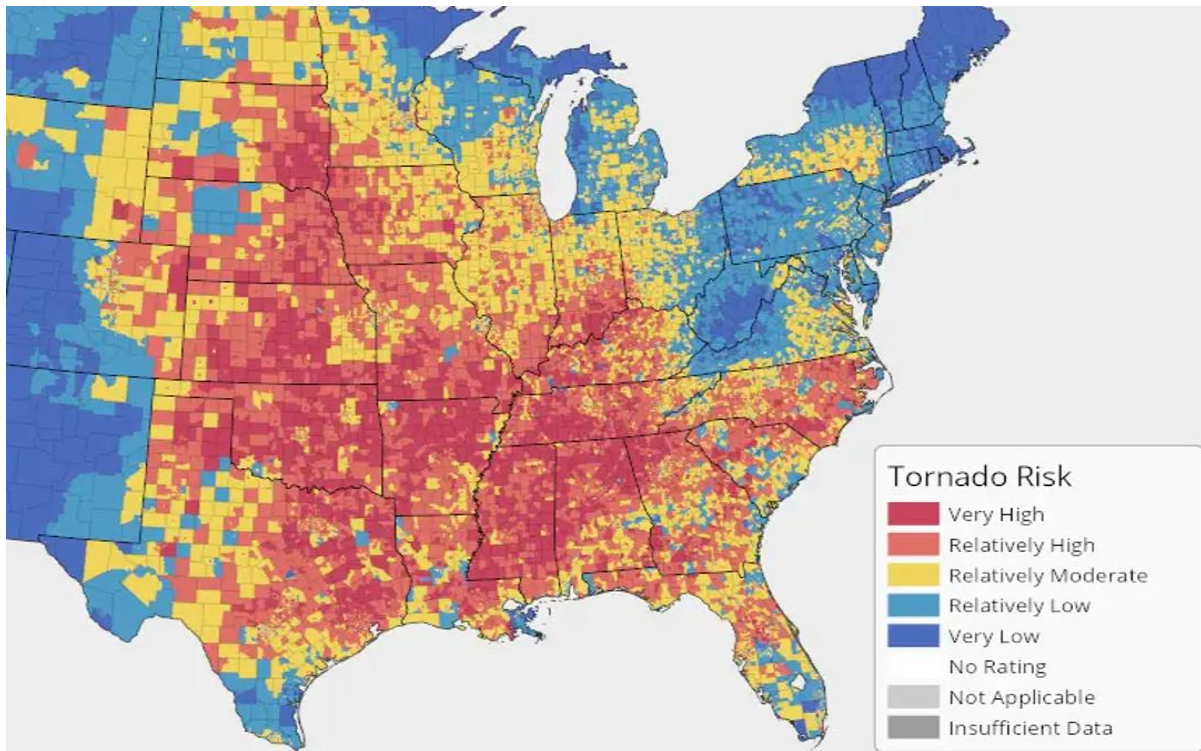 Tornado Risk
Very High
Relatively High
Relatively Moderate
Relatively Low
Very Low
No Rating
Not Applicable
Insufficient Data